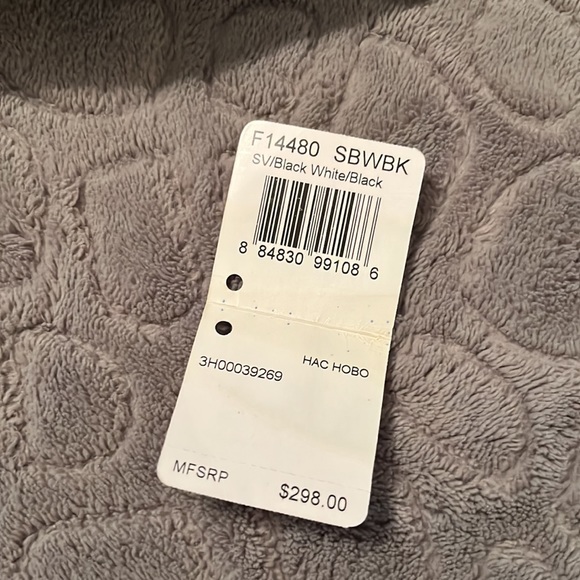 F14480 SBWBK
SV/Black White/Black
8 84830 99108 6
HAC HOBO
3H00039269
MFSRP $298.00